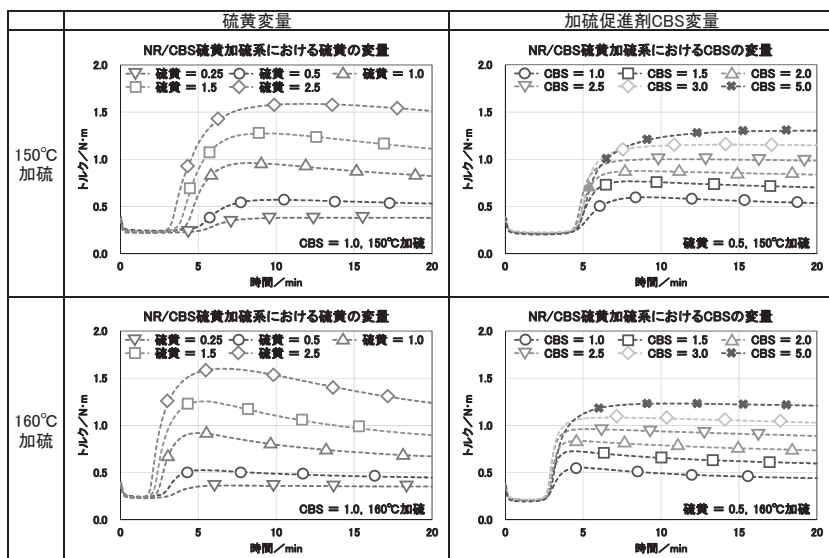 硫黄変量
加硫促進剤CBS変量
150℃
加硫
NR/CBS硫黄加硫系における硫黄の変量
硫黄 = 0.25 硫黄 = 0.5 硫黄 = 1.0
硫黄 = 1.5 硫黄 = 2.5
トルク/N・m
2.0
1.5
1.0
0.5
0.0
0 5 10 15 20
時間/min
CBS = 1.0, 150℃加硫
NR/CBS硫黄加硫系におけるCBSの変量
CBS = 1.0 CBS = 1.5 CBS = 2.0
CBS = 2.5 CBS = 3.0 CBS = 5.0
トルク/N・m
2.0
1.5
1.0
0.5
0.0
0 5 10 15 20
時間/min
硫黄 = 0.5, 150℃加硫
160℃
加硫
NR/CBS硫黄加硫系における硫黄の変量
硫黄 = 0.25 硫黄 = 0.5 硫黄 = 1.0
硫黄 = 1.5 硫黄 = 2.5
トルク/N・m
2.0
1.5
1.0
0.5
0.0
0 5 10 15 20
時間/min
CBS = 1.0, 160℃加硫
NR/CBS硫黄加硫系におけるCBSの変量
CBS = 1.0 CBS = 1.5 CBS = 2.0
CBS = 2.5 CBS = 3.0 CBS = 5.0
トルク/N・m
2.0
1.5
1.0
0.5
0.0
0 5 10 15 20
時間/min
硫黄 = 0.5, 160℃加硫